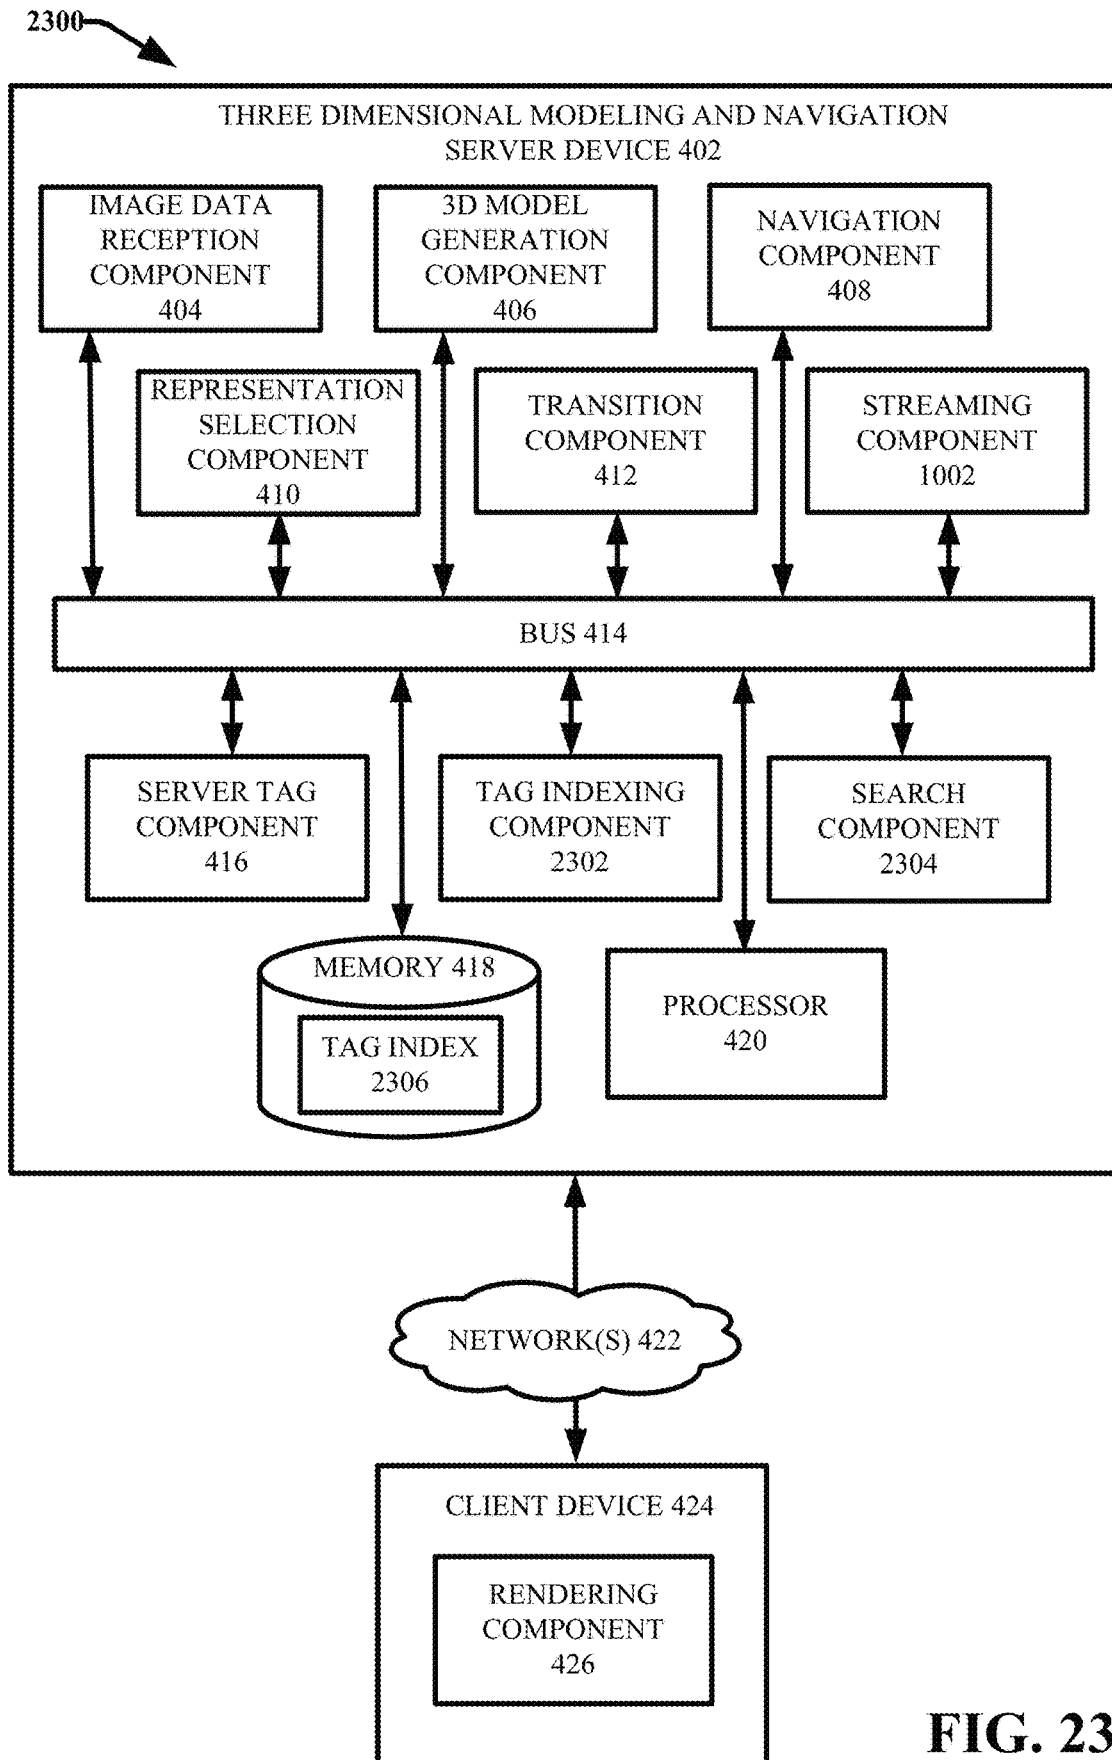 2300
THREE DIMENSIONAL MODELING AND NAVIGATION
SERVER DEVICE 402
IMAGE DATA
RECEPTION
COMPONENT
404
3D MODEL
GENERATION
COMPONENT
406
NAVIGATION
COMPONENT
408
REPRESENTATION
SELECTION
COMPONENT
410
TRANSITION
COMPONENT
412
STREAMING
COMPONENT
1002
BUS 414
SERVER TAG
COMPONENT
416
TAG INDEXING
COMPONENT
2302
SEARCH
COMPONENT
2304
MEMORY 418
TAG INDEX
2306
PROCESSOR
420
NETWORK(S) 422
CLIENT DEVICE 424
RENDERING
COMPONENT
426
FIG. 23